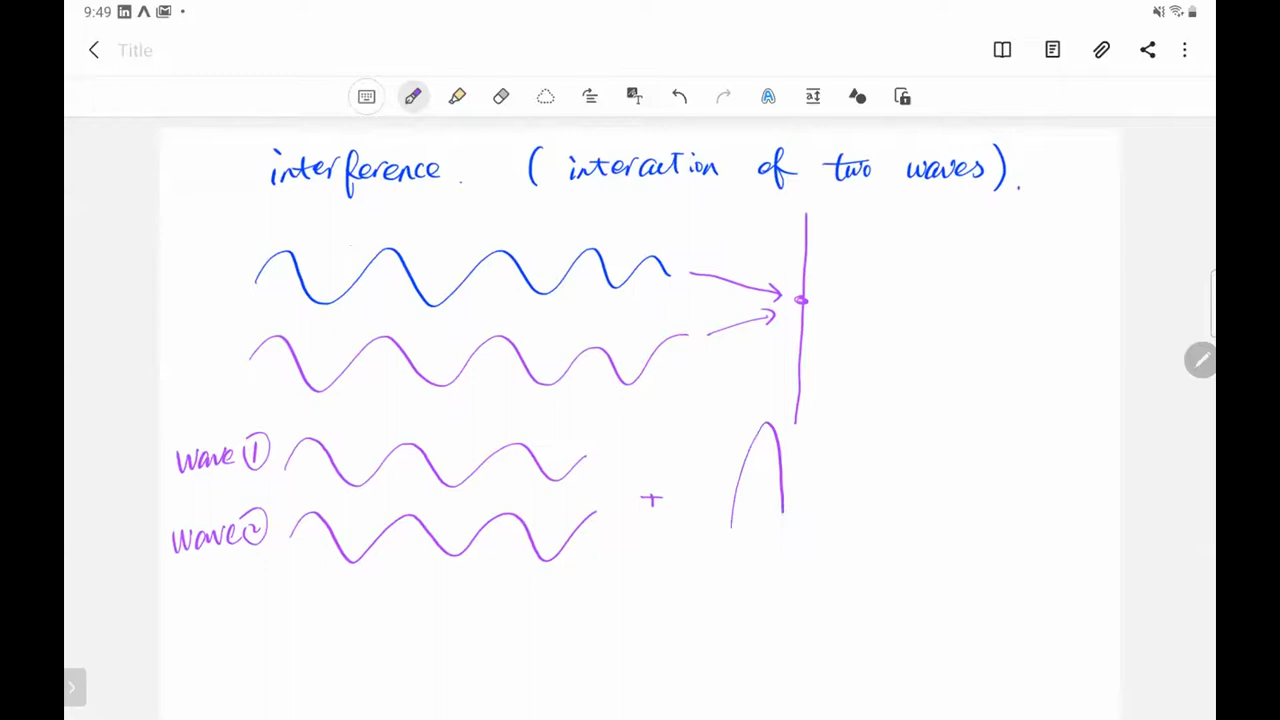 9:49
Title
interference. (interaction of two waves).
wave ①
+
wave ②